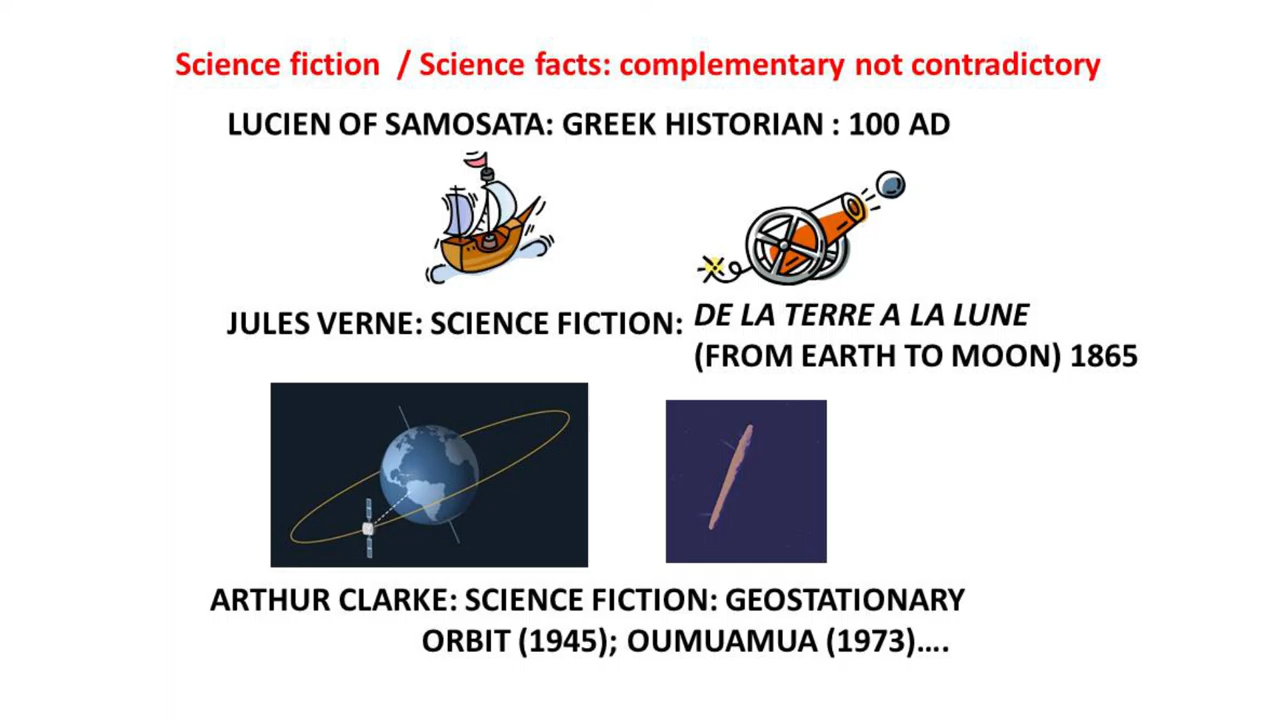 Science fiction / Science facts: complementary not contradictory
LUCIEN OF SAMOSATA: GREEK HISTORIAN : 100 AD
JULES VERNE: SCIENCE FICTION:
DE LA TERRE A LA LUNE
(FROM EARTH TO MOON) 1865
ARTHUR CLARKE: SCIENCE FICTION: GEOSTATIONARY
ORBIT (1945); OUMUAMUA (1973)....